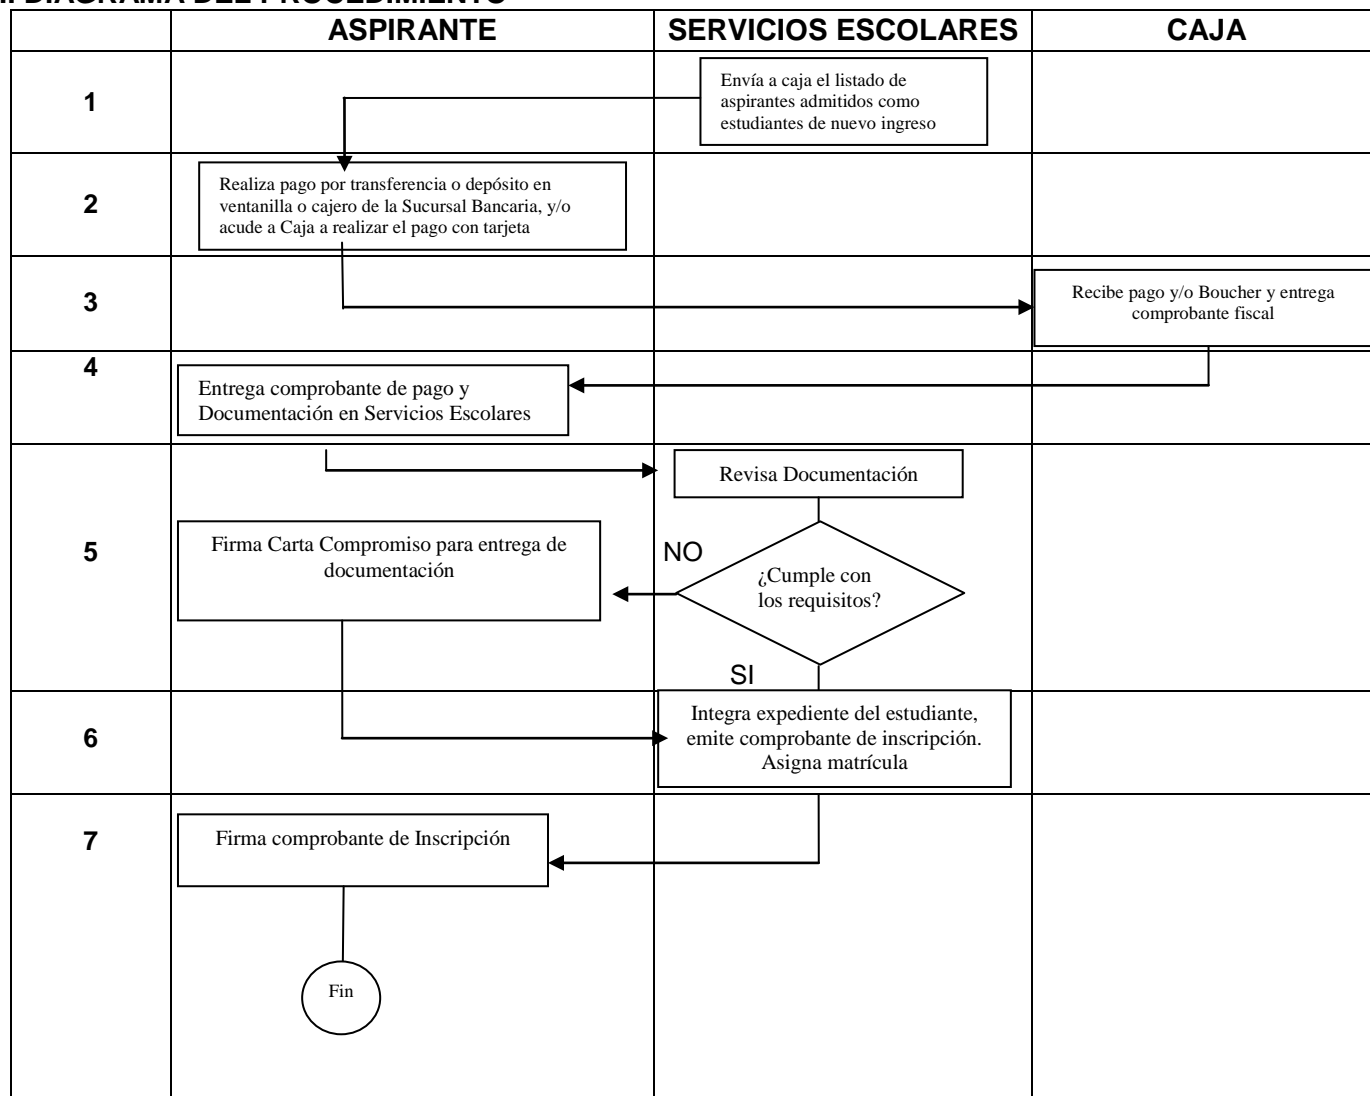 DIAGRAMA DEL PROCEDIMIENTO
ASPIRANTE SERVICIOS ESCOLARES CAJA
1
Envía a caja el listado de
aspirantes admitidos como
estudiantes de nuevo ingreso
2
Realiza pago por transferencia o depósito en
ventanilla o cajero de la Sucursal Bancaria, y/o
acude a Caja a realizar el pago con tarjeta
3
Recibe pago y/o Boucher y entrega
comprobante fiscal
4
Entrega comprobante de pago y
Documentación en Servicios Escolares
5
Revisa Documentación
Firma Carta Compromiso para entrega de
documentación
NO
¿Cumple con
los requisitos?
SI
6
Integra expediente del estudiante,
emite comprobante de inscripción.
Asigna matrícula
7
Firma comprobante de Inscripción
Fin